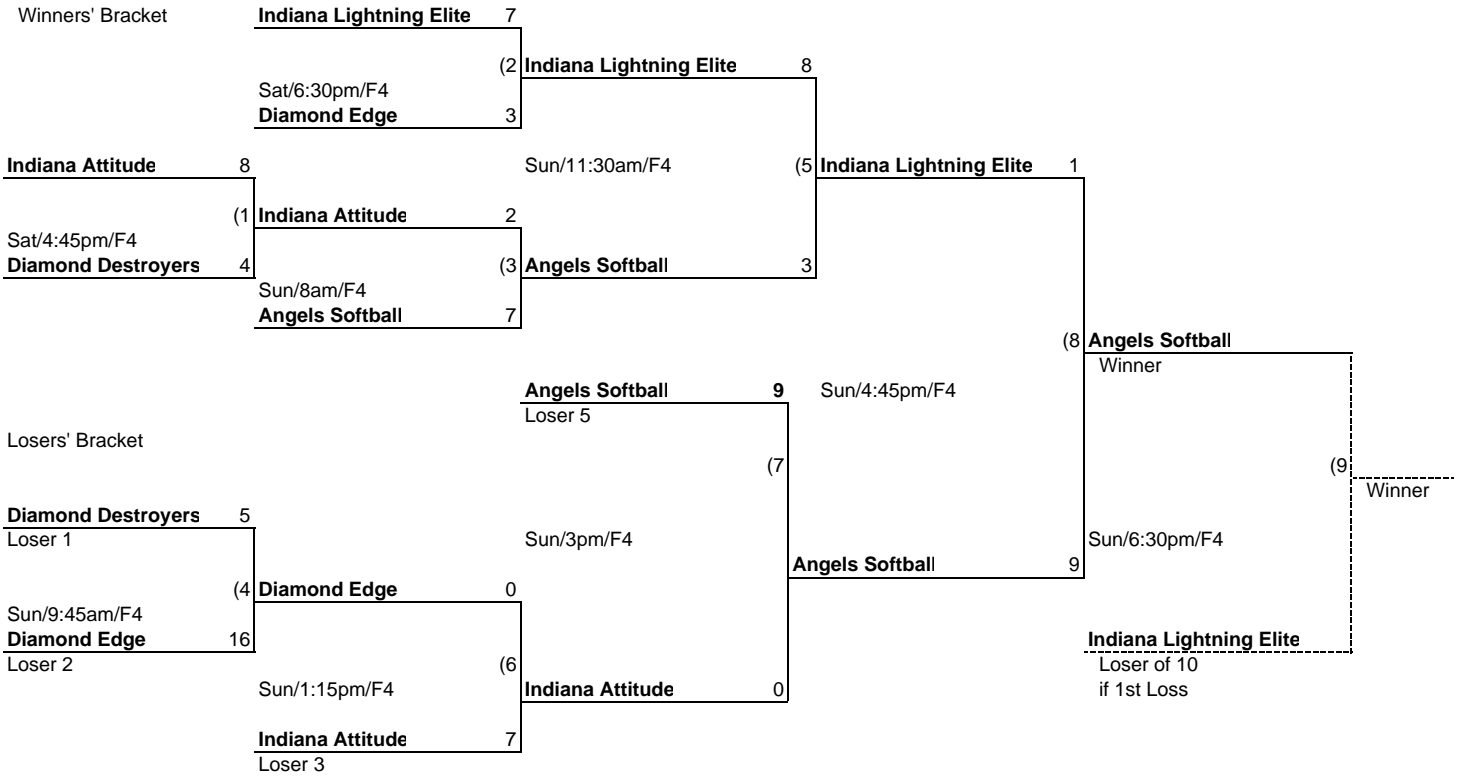 Winners' Bracket Indiana Lightning Elite 7
(2 Indiana Lightning Elite 8
Sat/6:30pm/F4
Diamond Edge 3
Indiana Attitude 8 Sun/11:30am/F4 (5 Indiana Lightning Elite 1
(1 Indiana Attitude 2
Sat/4:45pm/F4
Diamond Destroyers 4 (3 Angels Softball 3
Sun/8am/F4
Angels Softball 7
(8 Angels Softball
Winner
Angels Softball 9 Sun/4:45pm/F4
Loser 5
Losers' Bracket
(7 (9
Winner
Diamond Destroyers 5
Loser 1 Sun/3pm/F4 Sun/6:30pm/F4
Angels Softball 9
(4 Diamond Edge 0
Sun/9:45am/F4
Diamond Edge 16 Indiana Lightning Elite
Loser 2 (6 Loser of 10
Sun/1:15pm/F4 Indiana Attitude 0 if 1st Loss
Indiana Attitude 7
Loser 3